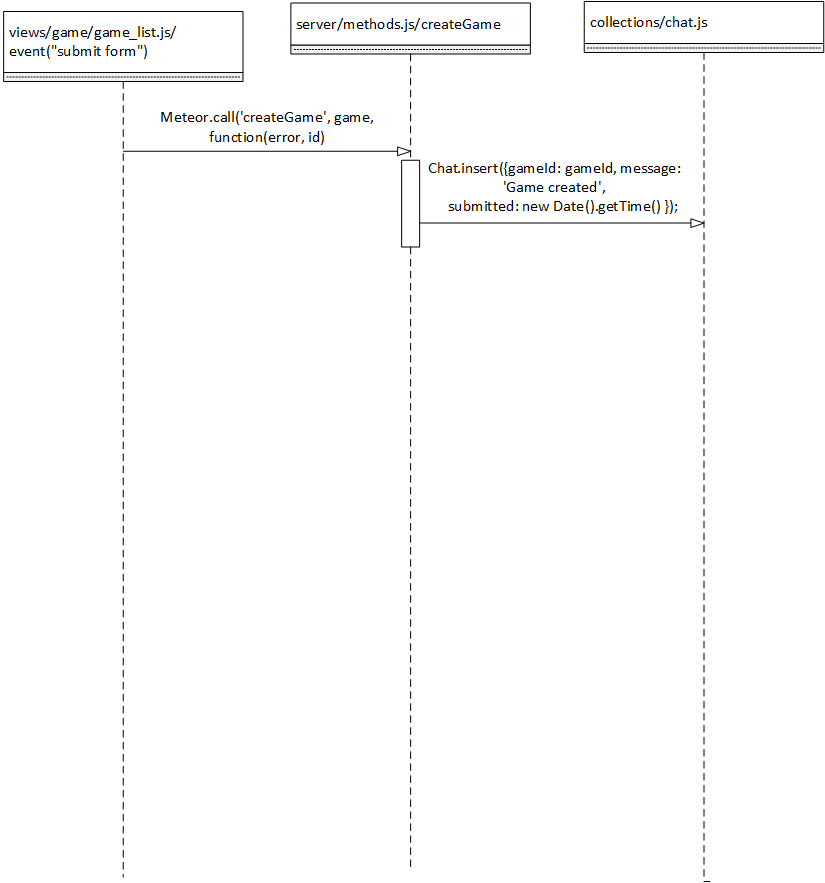 views/game/game_list.js/
event("submit form")
server/methods.js/createGame
collections/chat.js
Meteor.call('createGame', game,
function(error, id)
Chat.insert({gameId: gameId, message:
'Game created',
submitted: new Date().getTime() });